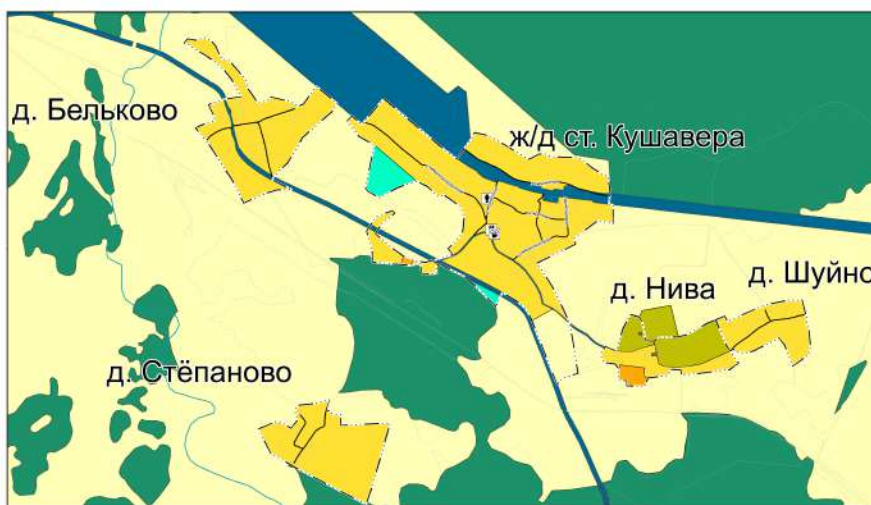 д. Бельково
ж/д ст. Кушавера
д. Нива
д. Шуйно
д. Стёпаново